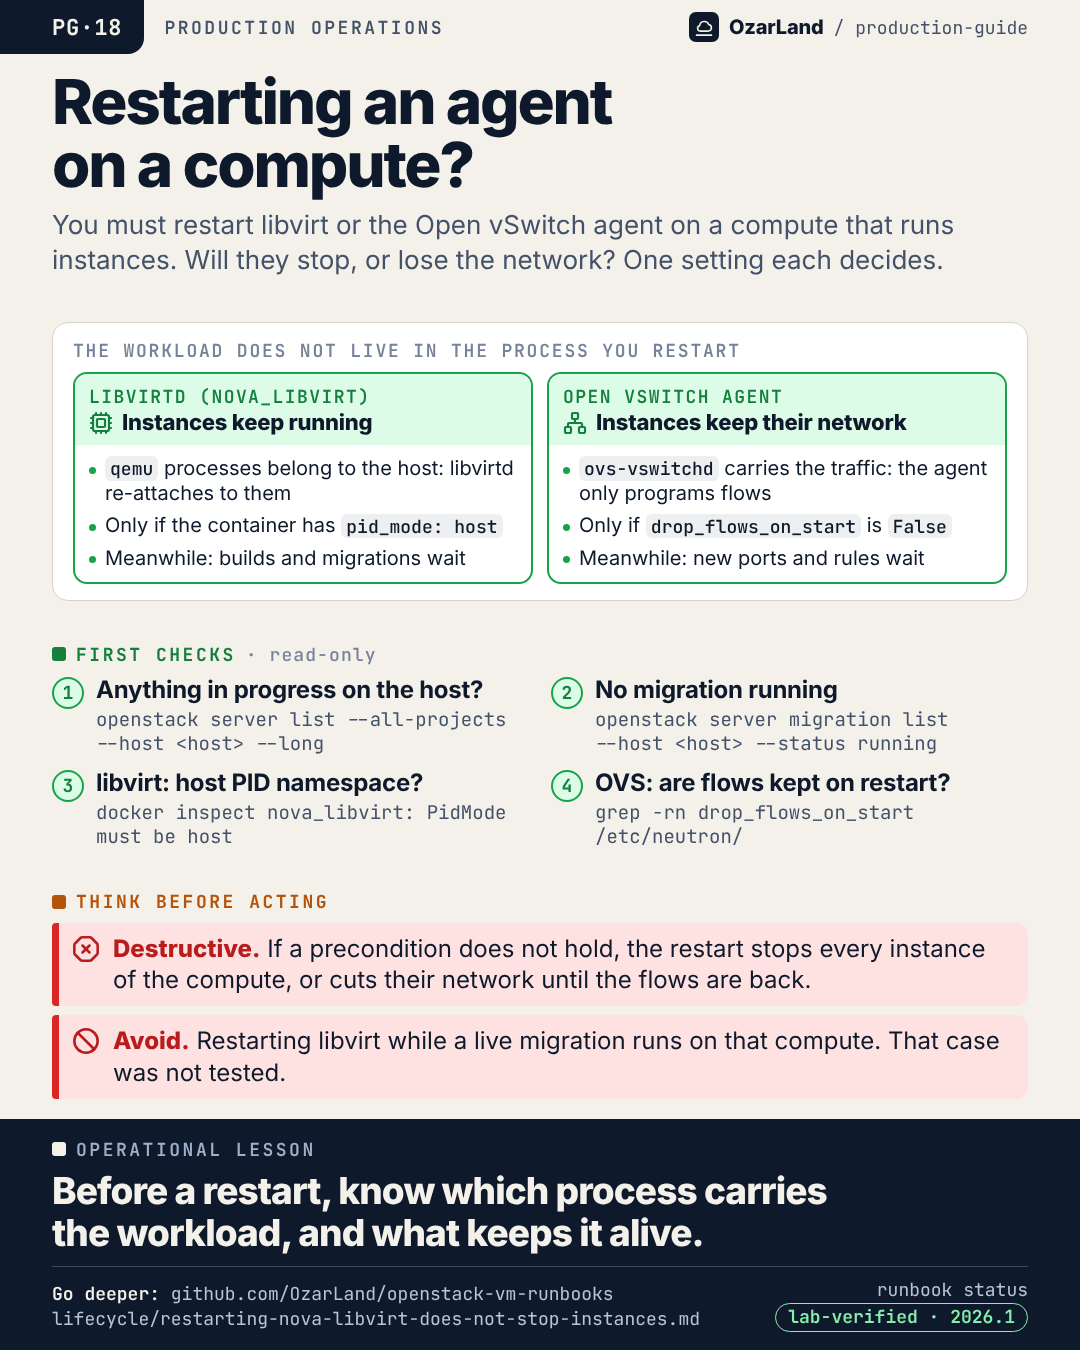 PG·18 PRODUCTION OPERATIONS OzarLand / production-guide
Restarting an agent
on a compute?
You must restart libvirt or the Open vSwitch agent on a compute that runs
instances. Will they stop, or lose the network? One setting each decides.
THE WORKLOAD DOES NOT LIVE IN THE PROCESS YOU RESTART
LIBVIRTD (NOVA_LIBVIRT)
Instances keep running
qemu processes belong to the host: libvirtd
re-attaches to them
Only if the container has pid_mode: host
Meanwhile: builds and migrations wait
OPEN VSWITCH AGENT
Instances keep their network
ovs-vswitchd carries the traffic: the agent
only programs flows
Only if drop_flows_on_start is False
Meanwhile: new ports and rules wait
FIRST CHECKS · read-only
1 Anything in progress on the host?
openstack server list --all-projects
--host <host> --long
2 No migration running
openstack server migration list
--host <host> --status running
3 libvirt: host PID namespace?
docker inspect nova_libvirt: PidMode
must be host
4 OVS: are flows kept on restart?
grep -rn drop_flows_on_start
/etc/neutron/
THINK BEFORE ACTING
Destructive. If a precondition does not hold, the restart stops every instance
of the compute, or cuts their network until the flows are back.
Avoid. Restarting libvirt while a live migration runs on that compute. That case
was not tested.
OPERATIONAL LESSON
Before a restart, know which process carries
the workload, and what keeps it alive.
Go deeper: github.com/OzarLand/openstack-vm-runbooks
lifecycle/restarting-nova-libvirt-does-not-stop-instances.md
runbook status
lab-verified · 2026.1